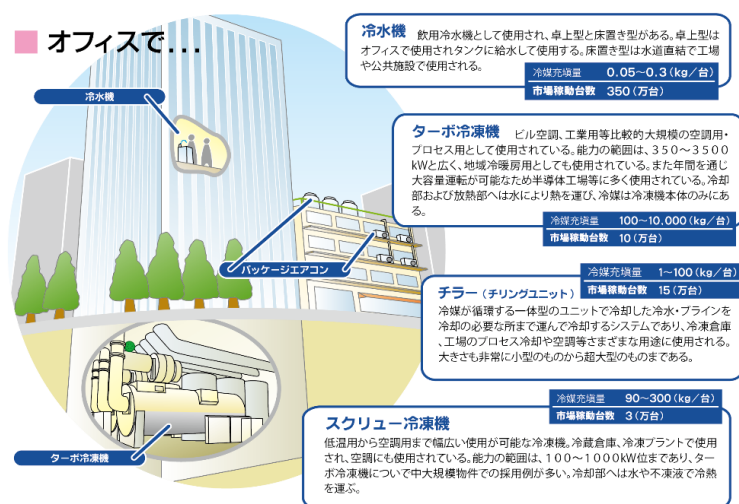 オフィスで...
冷水機
パッケージエアコン
ターボ冷凍機
冷水機 飲用冷水機として使用され、卓上型と床置き型がある。卓上型は
オフィスで使用されタンクに給水して使用する。床置き型は水道直結で工場
や公共施設で使用される。
冷媒充塡量 0.05~0.3(kg/台)
市場稼動台数 350(万台)
ターボ冷凍機 ビル空調、工業用等比較的大規模の空調用・
プロセス用として使用されている。能力の範囲は、350~3500
kWと広く、地域冷暖房用としても使用されている。また年間を通じ
大容量運転が可能なため半導体工場等に多く使用されている。冷却
部および放熱部へは水により熱を運び、冷媒は冷凍機本体のみにあ
る。
冷媒充塡量 100~10,000(kg/台)
市場稼動台数 10(万台)
冷媒充塡量 1~100(kg/台)
市場稼動台数 15(万台)
チラー(チリングユニット)
冷媒が循環する一体型のユニットで冷却した冷水・ブラインを
冷却の必要な所まで運んで冷却するシステムであり、冷凍倉庫
、工場のプロセス冷却や空調等さまざまな用途に使用される。
大きさも非常に小型のものから超大型のものまである。
冷媒充塡量 90~300(kg/台)
市場稼動台数 3(万台)
スクリュー冷凍機
低温用から空調用まで幅広い使用が可能な冷凍機。冷蔵倉庫、冷凍プラントで使用
され、空調にも使用されている。能力の範囲は、100~1000kW位まであり、ター
ボ冷凍機についで中大規模物件での採用例が多い。冷却部へは水や不凍液で冷熱
を運ぶ。